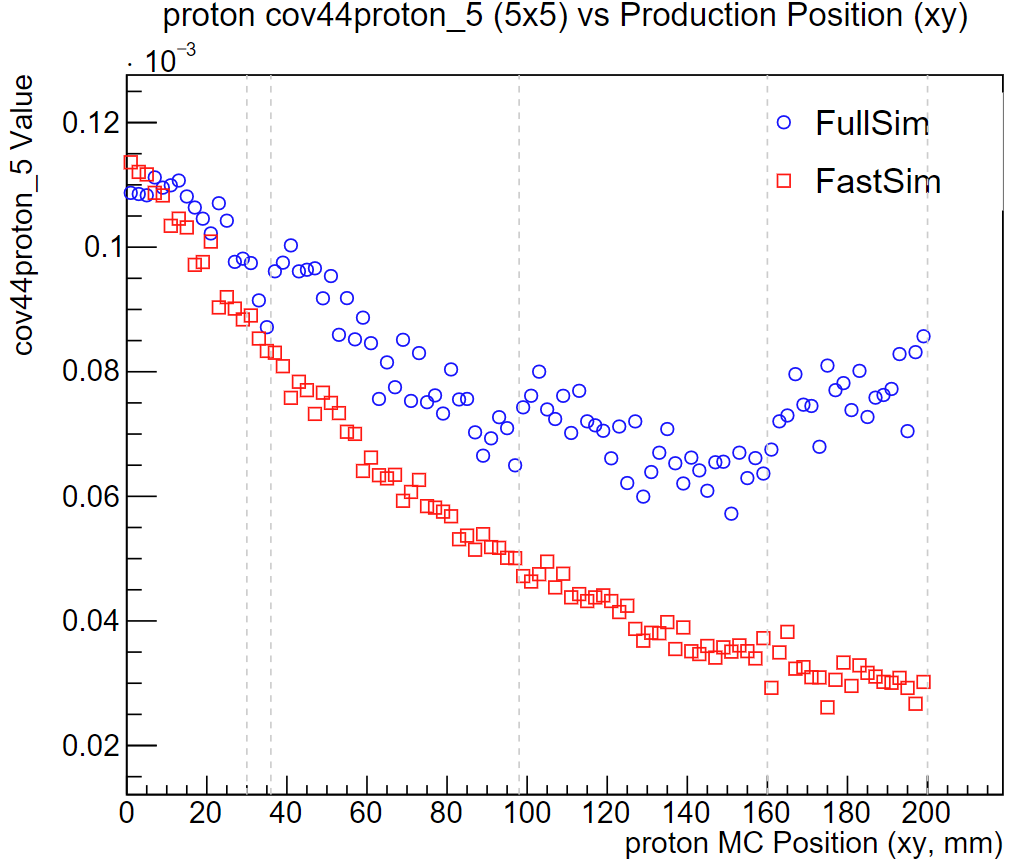 proton cov44proton_5 (5x5) vs Production Position (xy)
· 10⁻³
cov44proton_5 Value
0.12
0.1
0.08
0.06
0.04
0.02
FullSim
FastSim
0 20 40 60 80 100 120 140 160 180 200
proton MC Position (xy, mm)